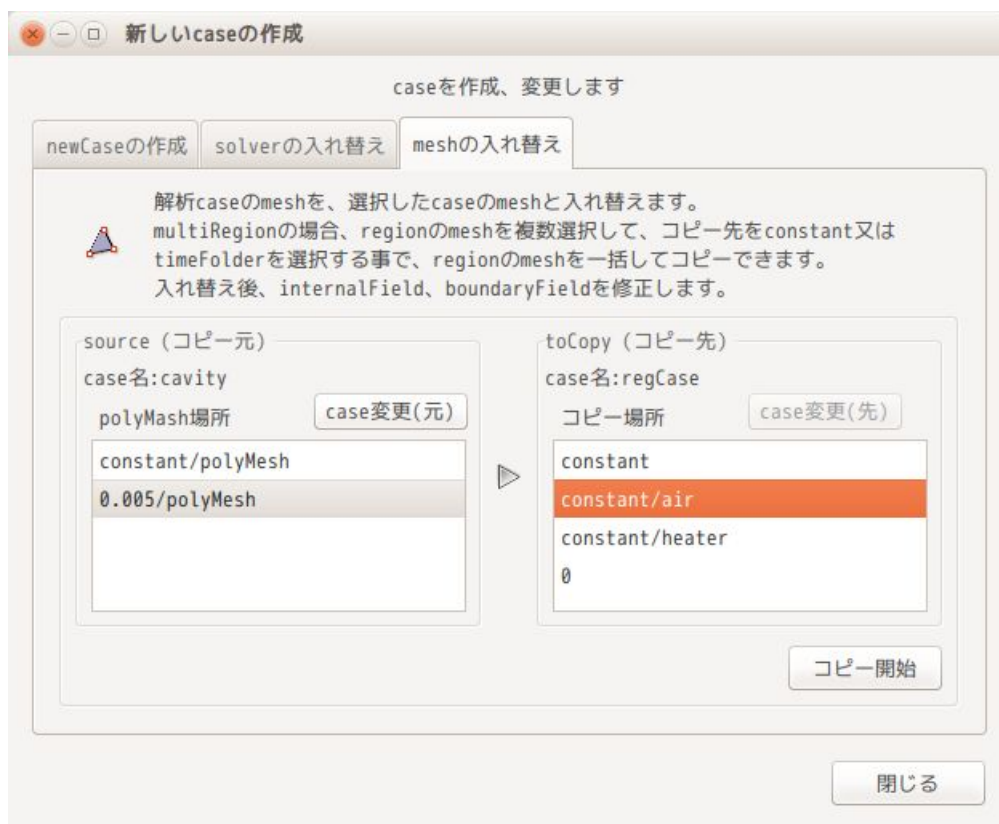 新しいcaseの作成
caseを作成、変更します
newCaseの作成
solverの入れ替え
meshの入れ替え
解析caseのmeshを、選択したcaseのmeshと入れ替えます。
multiRegionの場合、regionのmeshを複数選択して、コピー先をconstant又は
timeFolderを選択する事で、regionのmeshを一括してコピーできます。
入れ替え後、internalField、boundaryFieldを修正します。
source (コピー元)
case名:cavity
polyMash場所
case変更(元)
constant/polyMesh
0.005/polyMesh
toCopy (コピー先)
case名:regCase
コピー場所
case変更(先)
constant
constant/air
constant/heater
0
コピー開始
閉じる